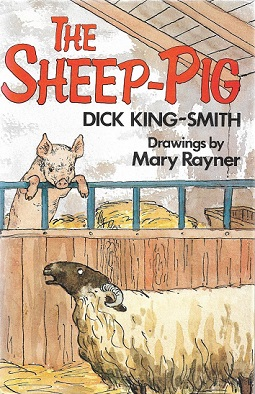 THE
SHEEP-PIG
DICK KING-SMITH
Drawings by
Mary Rayner